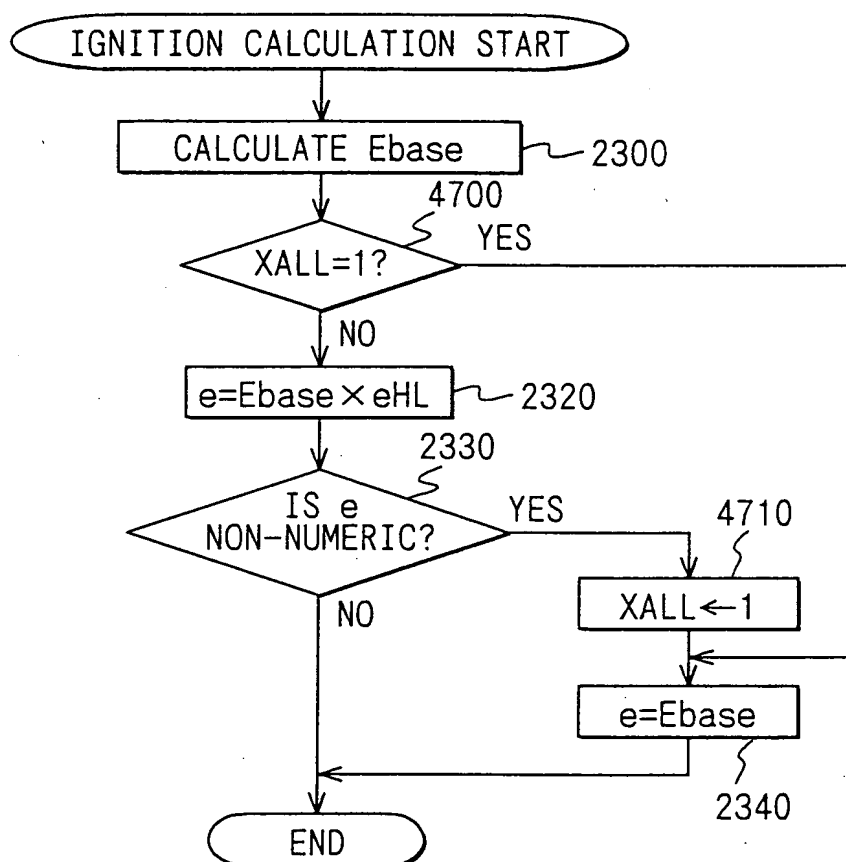 IGNITION CALCULATION START
CALCULATE Ebase
2300
4700
XALL=1?
YES
NO
e=Ebase×eHL
2320
2330
IS e
NON-NUMERIC?
YES
NO
4710
XALL←1
e=Ebase
2340
END